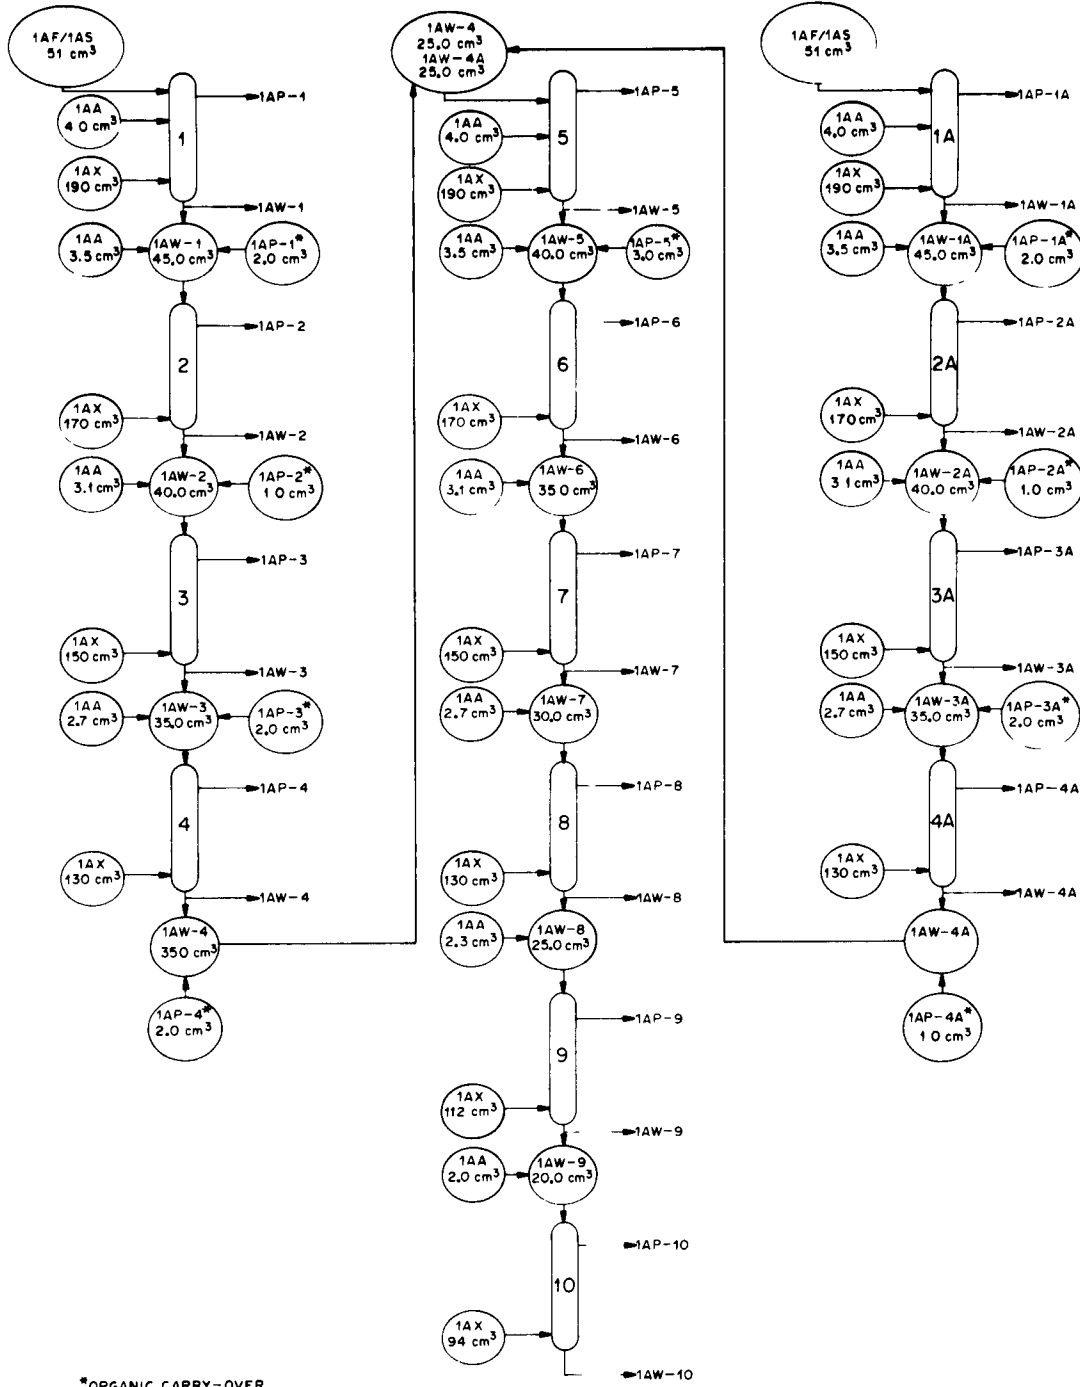 1AF/1AS
51 cm³
1AP-1
1AA
4.0 cm³
1
1AX
190 cm³
1AW-1
1AA
3.5 cm³
1AW-1
45.0 cm³
1AP-1*
2.0 cm³
1AP-2
2
1AX
170 cm³
1AW-2
1AA
3.1 cm³
1AW-2
40.0 cm³
1AP-2*
1 0 cm³
1AP-3
3
1AX
150 cm³
1AW-3
1AA
2.7 cm³
1AW-3
35.0 cm³
1AP-3*
2.0 cm³
1AP-4
4
1AX
130 cm³
1AW-4
1AW-4
350 cm³
1AP-4*
2.0 cm³
1AW-4
25.0 cm³
1AW-4A
25.0 cm³
1AP-5
1AA
4.0 cm³
5
1AX
190 cm³
1AW-5
1AA
3.5 cm³
1AW-5
40.0 cm³
1AP-5*
3.0 cm³
1AP-6
6
1AX
170 cm³
1AW-6
1AA
3.1 cm³
1AW-6
35 0 cm³
1AP-7
7
1AX
150 cm³
1AW-7
1AA
2.7 cm³
1AW-7
30.0 cm³
1AP-8
8
1AX
130 cm³
1AW-8
1AA
2.3 cm³
1AW-8
25.0 cm³
1AP-9
9
1AX
112 cm³
1AW-9
1AA
2.0 cm³
1AW-9
20.0 cm³
1AP-10
10
1AX
94 cm³
1AW-10
1AF/1AS
51 cm³
1AP-1A
1AA
4.0 cm³
1A
1AX
190 cm³
1AW-1A
1AA
3.5 cm³
1AW-1A
45.0 cm³
1AP-1A*
2.0 cm³
1AP-2A
2A
1AX
170 cm³
1AW-2A
1AA
3 1 cm³
1AW-2A
40.0 cm³
1AP-2A*
1.0 cm³
1AP-3A
3A
1AX
150 cm³
1AW-3A
1AA
2.7 cm³
1AW-3A
35.0 cm³
1AP-3A*
2.0 cm³
1AP-4A
4A
1AX
130 cm³
1AW-4A
1AW-4A
1AP-4A*
1 0 cm³
*ORGANIC CARRY-OVER